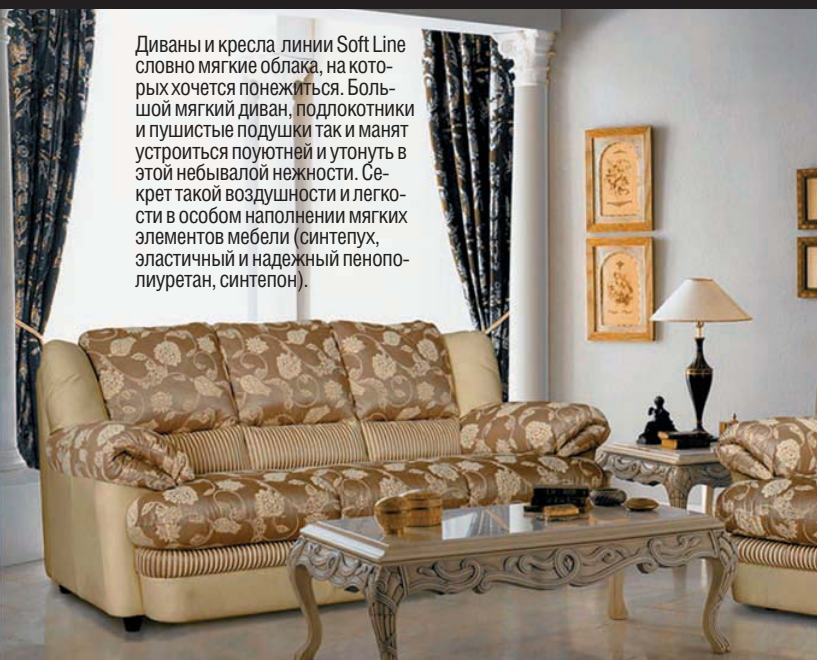 Диваны и кресла линии Soft Line
словно мягкие облака, на кото-
рых хочется понежиться. Боль-
шой мягкий диван, подлокотники
и пушистые подушки так и манят
устроиться поуютней и утонуть в
этой небывалой нежности. Се-
крет такой воздушности и легко-
сти в особом наполнении мягких
элементов мебели (синтепух,
эластичный и надежный пенопо-
лиуретан, синтепон).